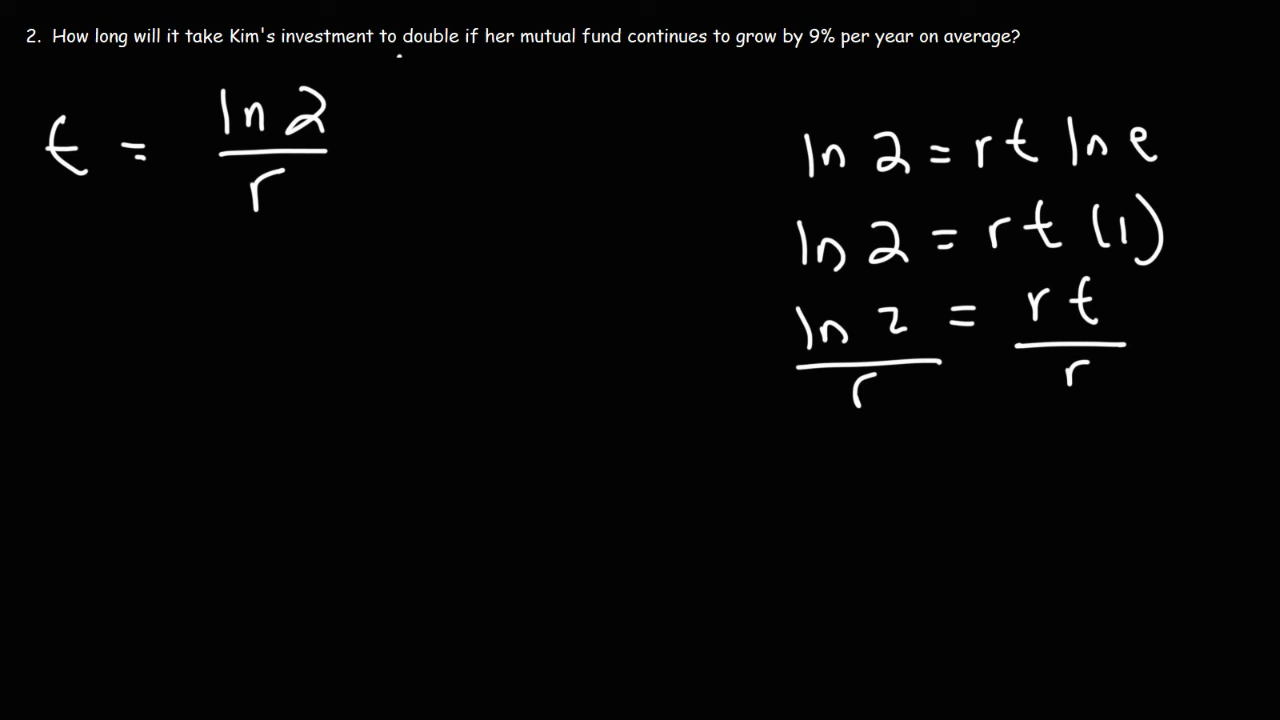 2. How long will it take Kim's investment to double if her mutual fund continues to grow by 9% per year on average?
t = ln 2 / r
ln 2 = rt ln e
ln 2 = rt (1)
ln 2 / r = rt / r